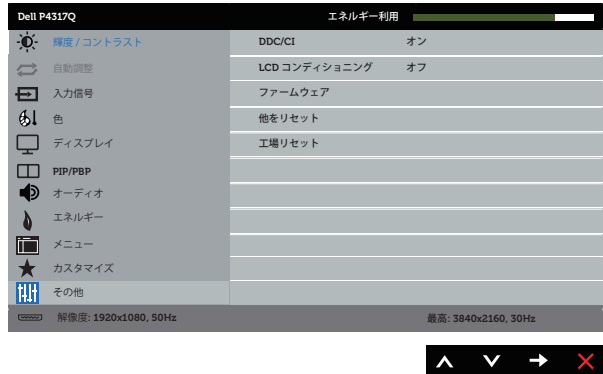 Dell P4317Q エネルギー利用
輝度 / コントラスト DDC/CI オン
自動調整 LCD コンディショニング オフ
入力信号 ファームウェア
色 他をリセット
ディスプレイ 工場リセット
PIP/PBP
オーディオ
エネルギー
メニュー
カスタマイズ
その他
解像度: 1920x1080, 50Hz 最高: 3840x2160, 30Hz